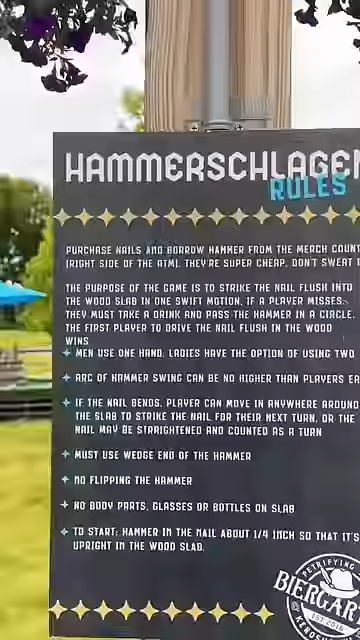 HAMMERSCHLAGEN
RULES
PURCHASE NAILS AND BORROW HAMMER FROM THE MERCH COUNT
(RIGHT SIDE OF THE ATM). THEY'RE SUPER CHEAP, DON'T SWEAT I
THE PURPOSE OF THE GAME IS TO STRIKE THE NAIL FLUSH INTO
THE WOOD SLAB IN ONE SWIFT MOTION. IF A PLAYER MISSES,
THEY MUST TAKE A DRINK AND PASS THE HAMMER IN A CIRCLE.
THE FIRST PLAYER TO DRIVE THE NAIL FLUSH IN THE WOOD
WINS
MEN USE ONE HAND, LADIES HAVE THE OPTION OF USING TWO
ARC OF HAMMER SWING CAN BE NO HIGHER THAN PLAYERS EA
IF THE NAIL BENDS, PLAYER CAN MOVE IN ANYWHERE AROUND
THE SLAB TO STRIKE THE NAIL FOR THEIR NEXT TURN, OR THE
NAIL MAY BE STRAIGHTENED AND COUNTED AS A TURN
MUST USE WEDGE END OF THE HAMMER
NO FLIPPING THE HAMMER
NO BODY PARTS, GLASSES OR BOTTLES ON SLAB
TO START: HAMMER IN THE NAIL ABOUT 1/4 INCH SO THAT IT'S
UPRIGHT IN THE WOOD SLAB.
PETRIFYING
BIERGAR
EST 2016
KENOSH